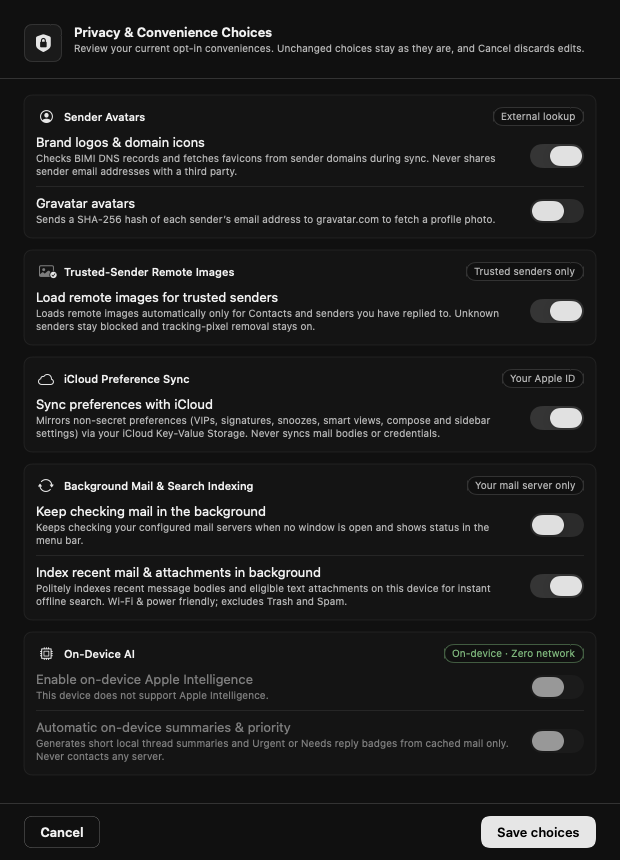 Privacy & Convenience Choices
Review your current opt-in conveniences. Unchanged choices stay as they are, and Cancel discards edits.
Sender Avatars
External lookup
Brand logos & domain icons
Checks BIMI DNS records and fetches favicons from sender domains during sync. Never shares
sender email addresses with a third party.
Gravatar avatars
Sends a SHA-256 hash of each sender's email address to gravatar.com to fetch a profile photo.
Trusted-Sender Remote Images
Trusted senders only
Load remote images for trusted senders
Loads remote images automatically only for Contacts and senders you have replied to. Unknown
senders stay blocked and tracking-pixel removal stays on.
iCloud Preference Sync
Your Apple ID
Sync preferences with iCloud
Mirrors non-secret preferences (VIPs, signatures, snoozes, smart views, compose and sidebar
settings) via your iCloud Key-Value Storage. Never syncs mail bodies or credentials.
Background Mail & Search Indexing
Your mail server only
Keep checking mail in the background
Keeps checking your configured mail servers when no window is open and shows status in the
menu bar.
Index recent mail & attachments in background
Politely indexes recent message bodies and eligible text attachments on this device for instant
offline search. Wi-Fi & power friendly; excludes Trash and Spam.
On-Device AI
On-device · Zero network
Enable on-device Apple Intelligence
This device does not support Apple Intelligence.
Automatic on-device summaries & priority
Generates short local thread summaries and Urgent or Needs reply badges from cached mail only.
Never contacts any server.
Cancel
Save choices